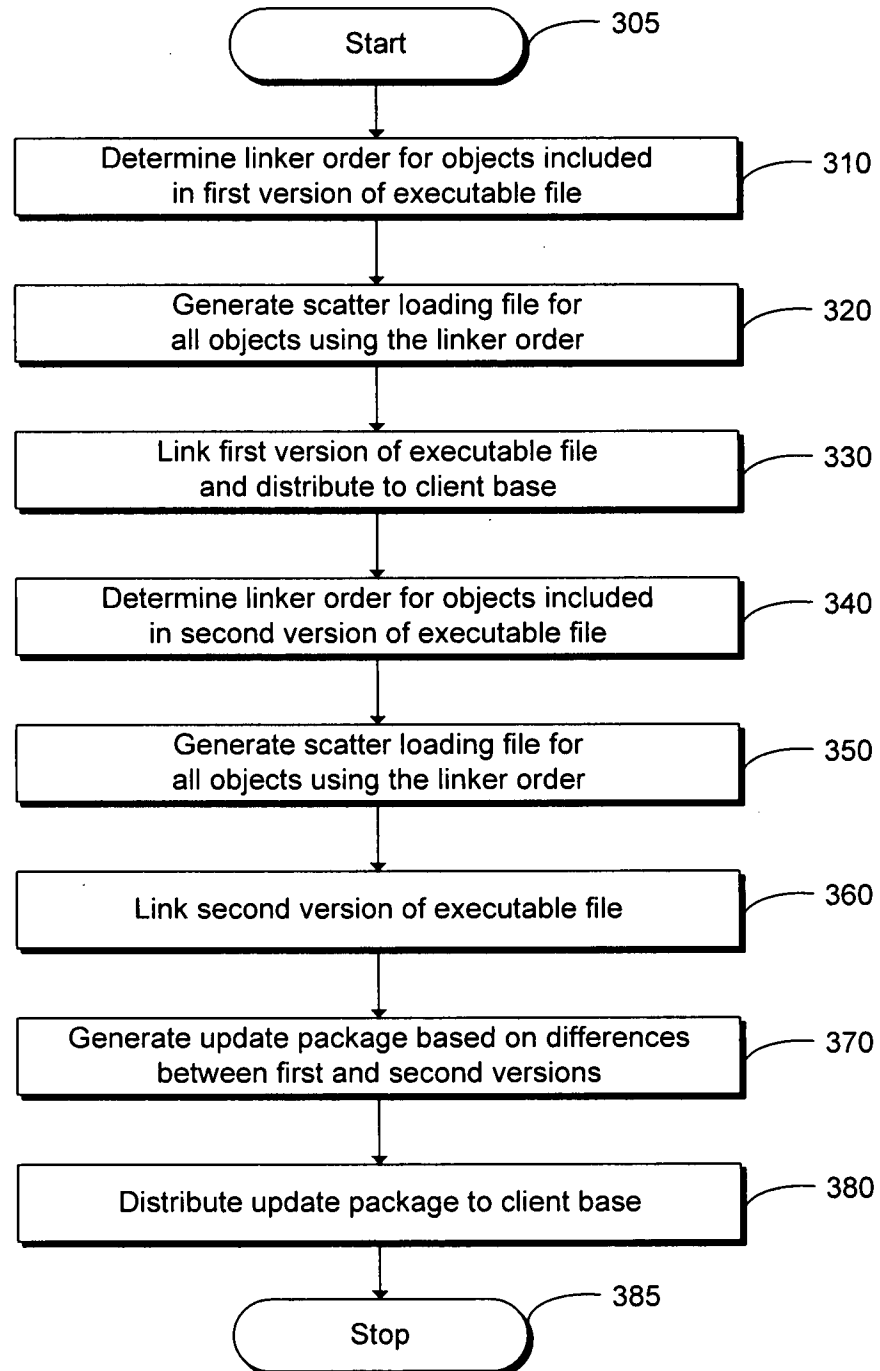 Start
305
Determine linker order for objects included
in first version of executable file
310
Generate scatter loading file for
all objects using the linker order
320
Link first version of executable file
and distribute to client base
330
Determine linker order for objects included
in second version of executable file
340
Generate scatter loading file for
all objects using the linker order
350
Link second version of executable file
360
Generate update package based on differences
between first and second versions
370
Distribute update package to client base
380
Stop
385